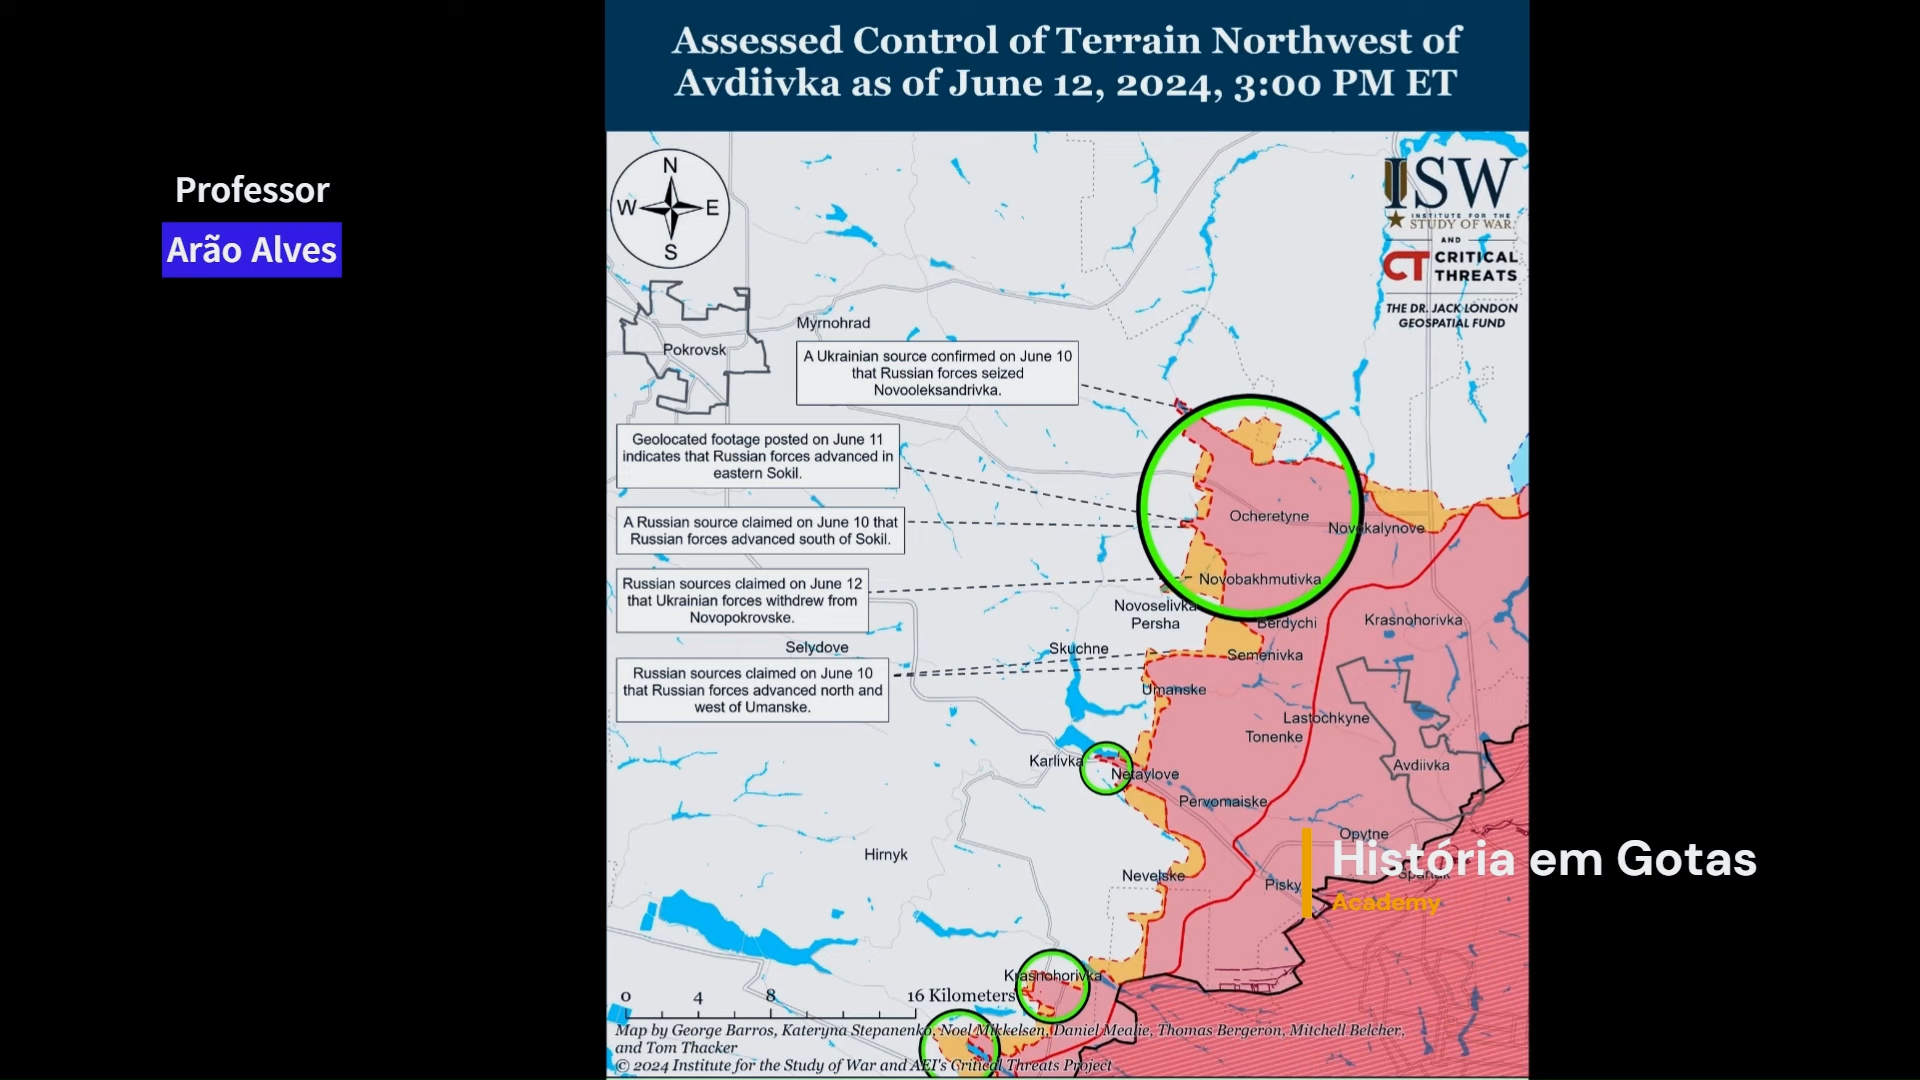 Assessed Control of Terrain Northwest of
Avdiivka as of June 12, 2024, 3:00 PM ET
Professor
Arão Alves
N
W
E
S
ISW
INSTITUTE FOR THE
STUDY OF WAR
AND
CT CRITICAL
THREATS
THE DR. JACK LONDON
GEOSPATIAL FUND
Myrnohrad
Pokrovsk
A Ukrainian source confirmed on June 10
that Russian forces seized
Novooleksandrivka.
Geolocated footage posted on June 11
indicates that Russian forces advanced in
eastern Sokil.
A Russian source claimed on June 10 that
Russian forces advanced south of Sokil.
Ocheretyne
Novokalynove
Russian sources claimed on June 12
that Ukrainian forces withdrew from
Novopokrovske.
Novobakhmutivka
Novoselivka
Persha
Berdychi
Krasnohorivka
Selydove
Skuchne
Semenivka
Russian sources claimed on June 10
that Russian forces advanced north and
west of Umanske.
Umanske
Lastochkyne
Tonenke
Karlivka
Netaylove
Avdiivka
Pervomaiske
Opytne
Hirnyk
História em Gotas
Nevelske
Pisky
Spartak
Academy
Krasnohorivka
0 4 8 16 Kilometers
Map by George Barros, Kateryna Stepanenko, Noel Mikkelsen, Daniel Mealie, Thomas Bergeron, Mitchell Belcher,
and Tom Thacker
© 2024 Institute for the Study of War and AEI's Critical Threats Project